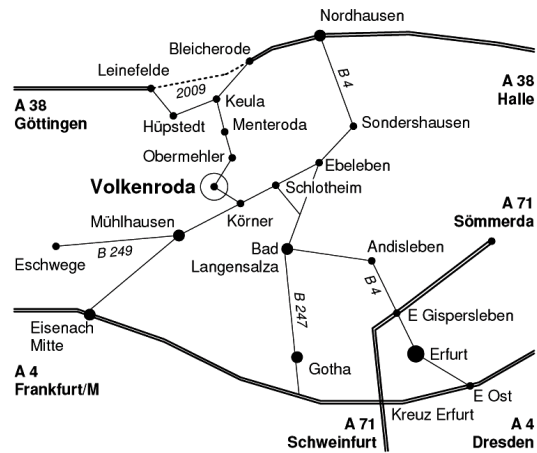 Nordhausen
Bleicherode
Leinefelde
2009
B 4
A 38
Göttingen
A 38
Halle
Keula
Hüpstedt
Menteroda
Sondershausen
Obermehler
Ebeleben
Volkenroda
Schlotheim
Körner
A 71
Sömmerda
Mühlhausen
Eschwege
B 249
Bad
Langensalza
Andisleben
B 4
E Gispersleben
B 247
Eisenach
Mitte
Erfurt
Gotha
A 4
Frankfurt/M
E Ost
Kreuz Erfurt
A 71
Schweinfurt
A 4
Dresden